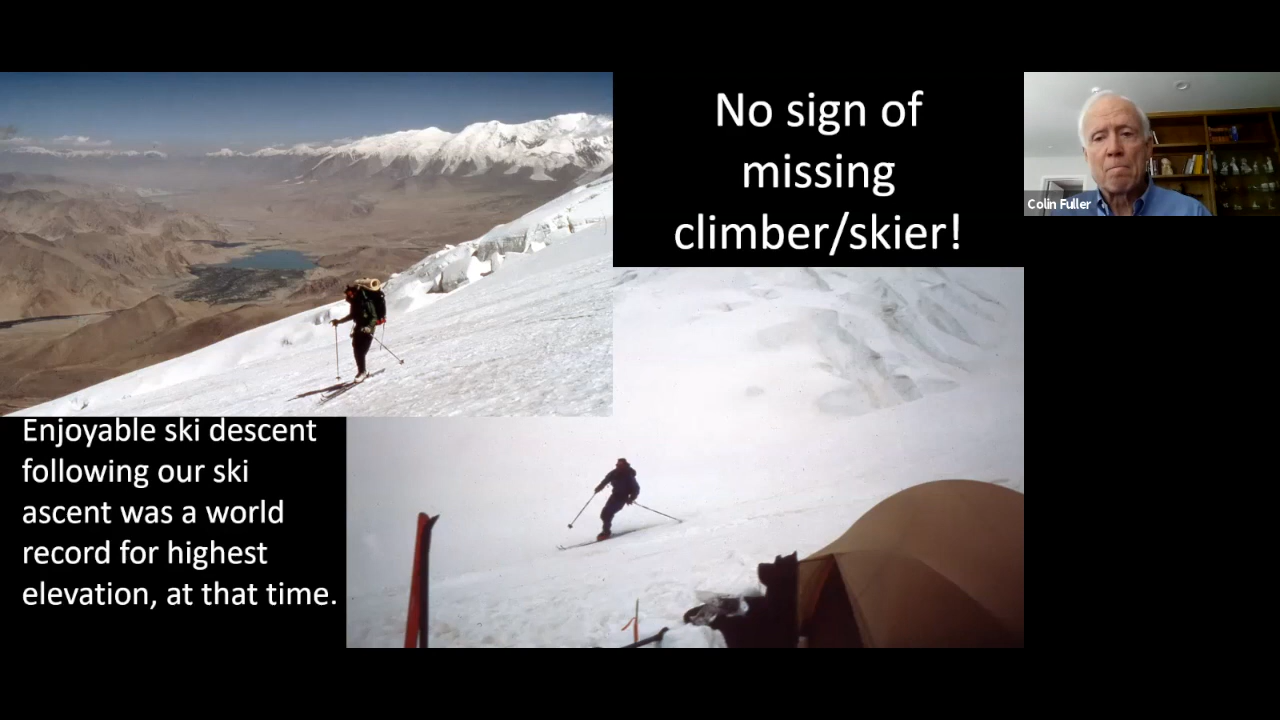 No sign of
missing
climber/skier!
Colin Fuller
Enjoyable ski descent
following our ski
ascent was a world
record for highest
elevation, at that time.